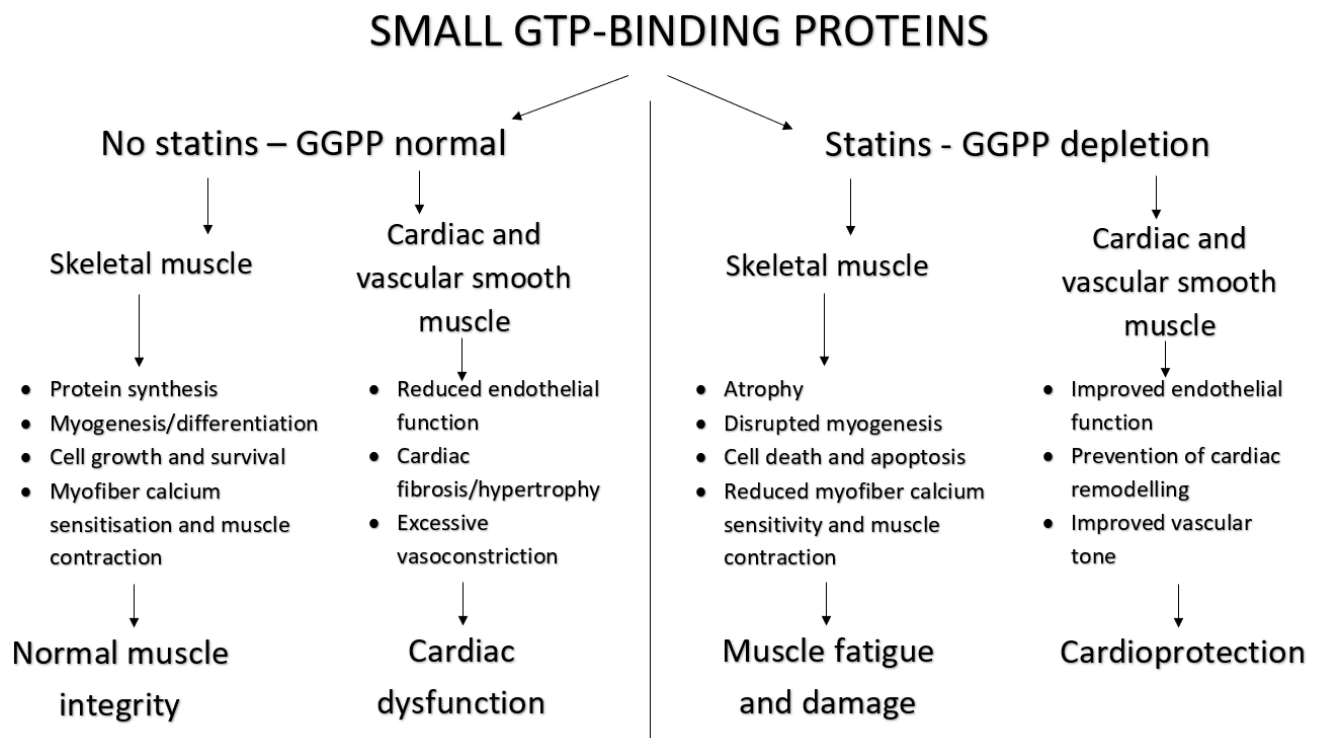 SMALL GTP-BINDING PROTEINS
No statins – GGPP normal
Skeletal muscle
• Protein synthesis
• Myogenesis/differentiation
• Cell growth and survival
• Myofiber calcium
sensitisation and muscle
contraction
Normal muscle
integrity
Cardiac and
vascular smooth
muscle
• Reduced endothelial
function
• Cardiac
fibrosis/hypertrophy
• Excessive
vasoconstriction
Cardiac
dysfunction
Statins - GGPP depletion
Skeletal muscle
• Atrophy
• Disrupted myogenesis
• Cell death and apoptosis
• Reduced myofiber calcium
sensitivity and muscle
contraction
Muscle fatigue
and damage
Cardiac and
vascular smooth
muscle
• Improved endothelial
function
• Prevention of cardiac
remodelling
• Improved vascular
tone
Cardioprotection